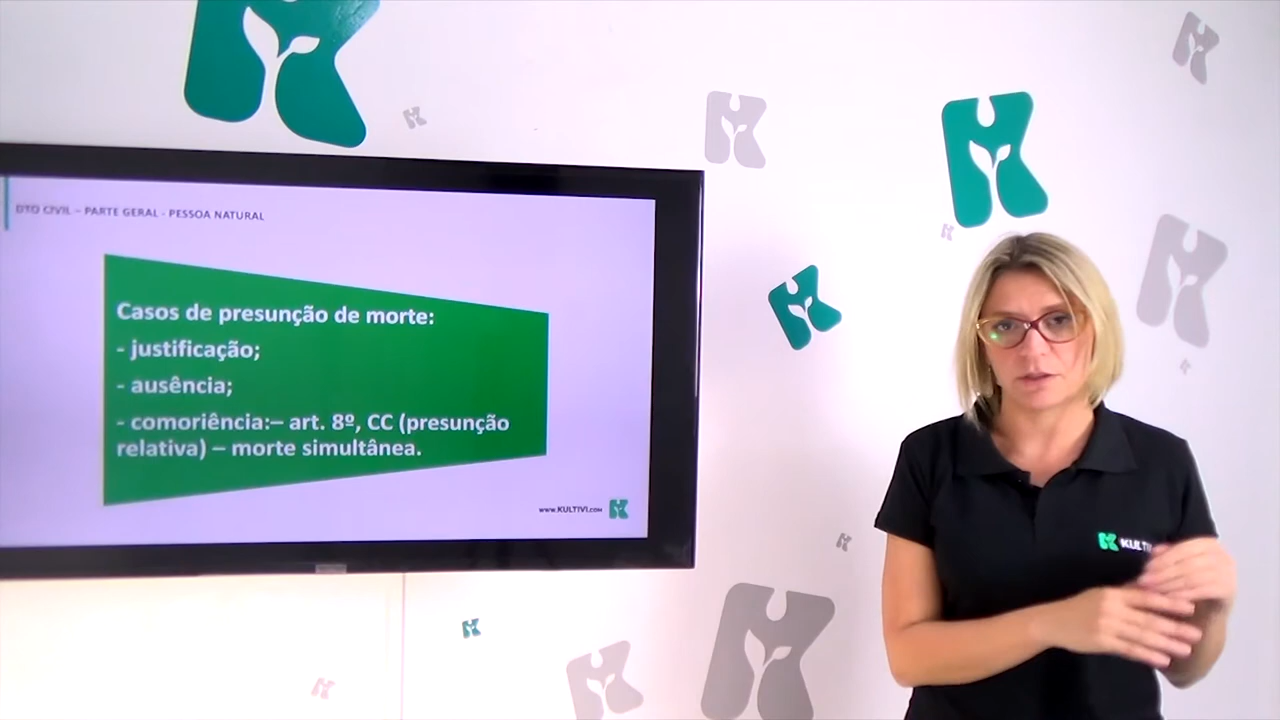 DTO CIVIL – PARTE GERAL - PESSOA NATURAL
Casos de presunção de morte:
- justificação;
- ausência;
- comoriência:– art. 8º, CC (presunção
relativa) – morte simultânea.
www.KULTIVI.COM